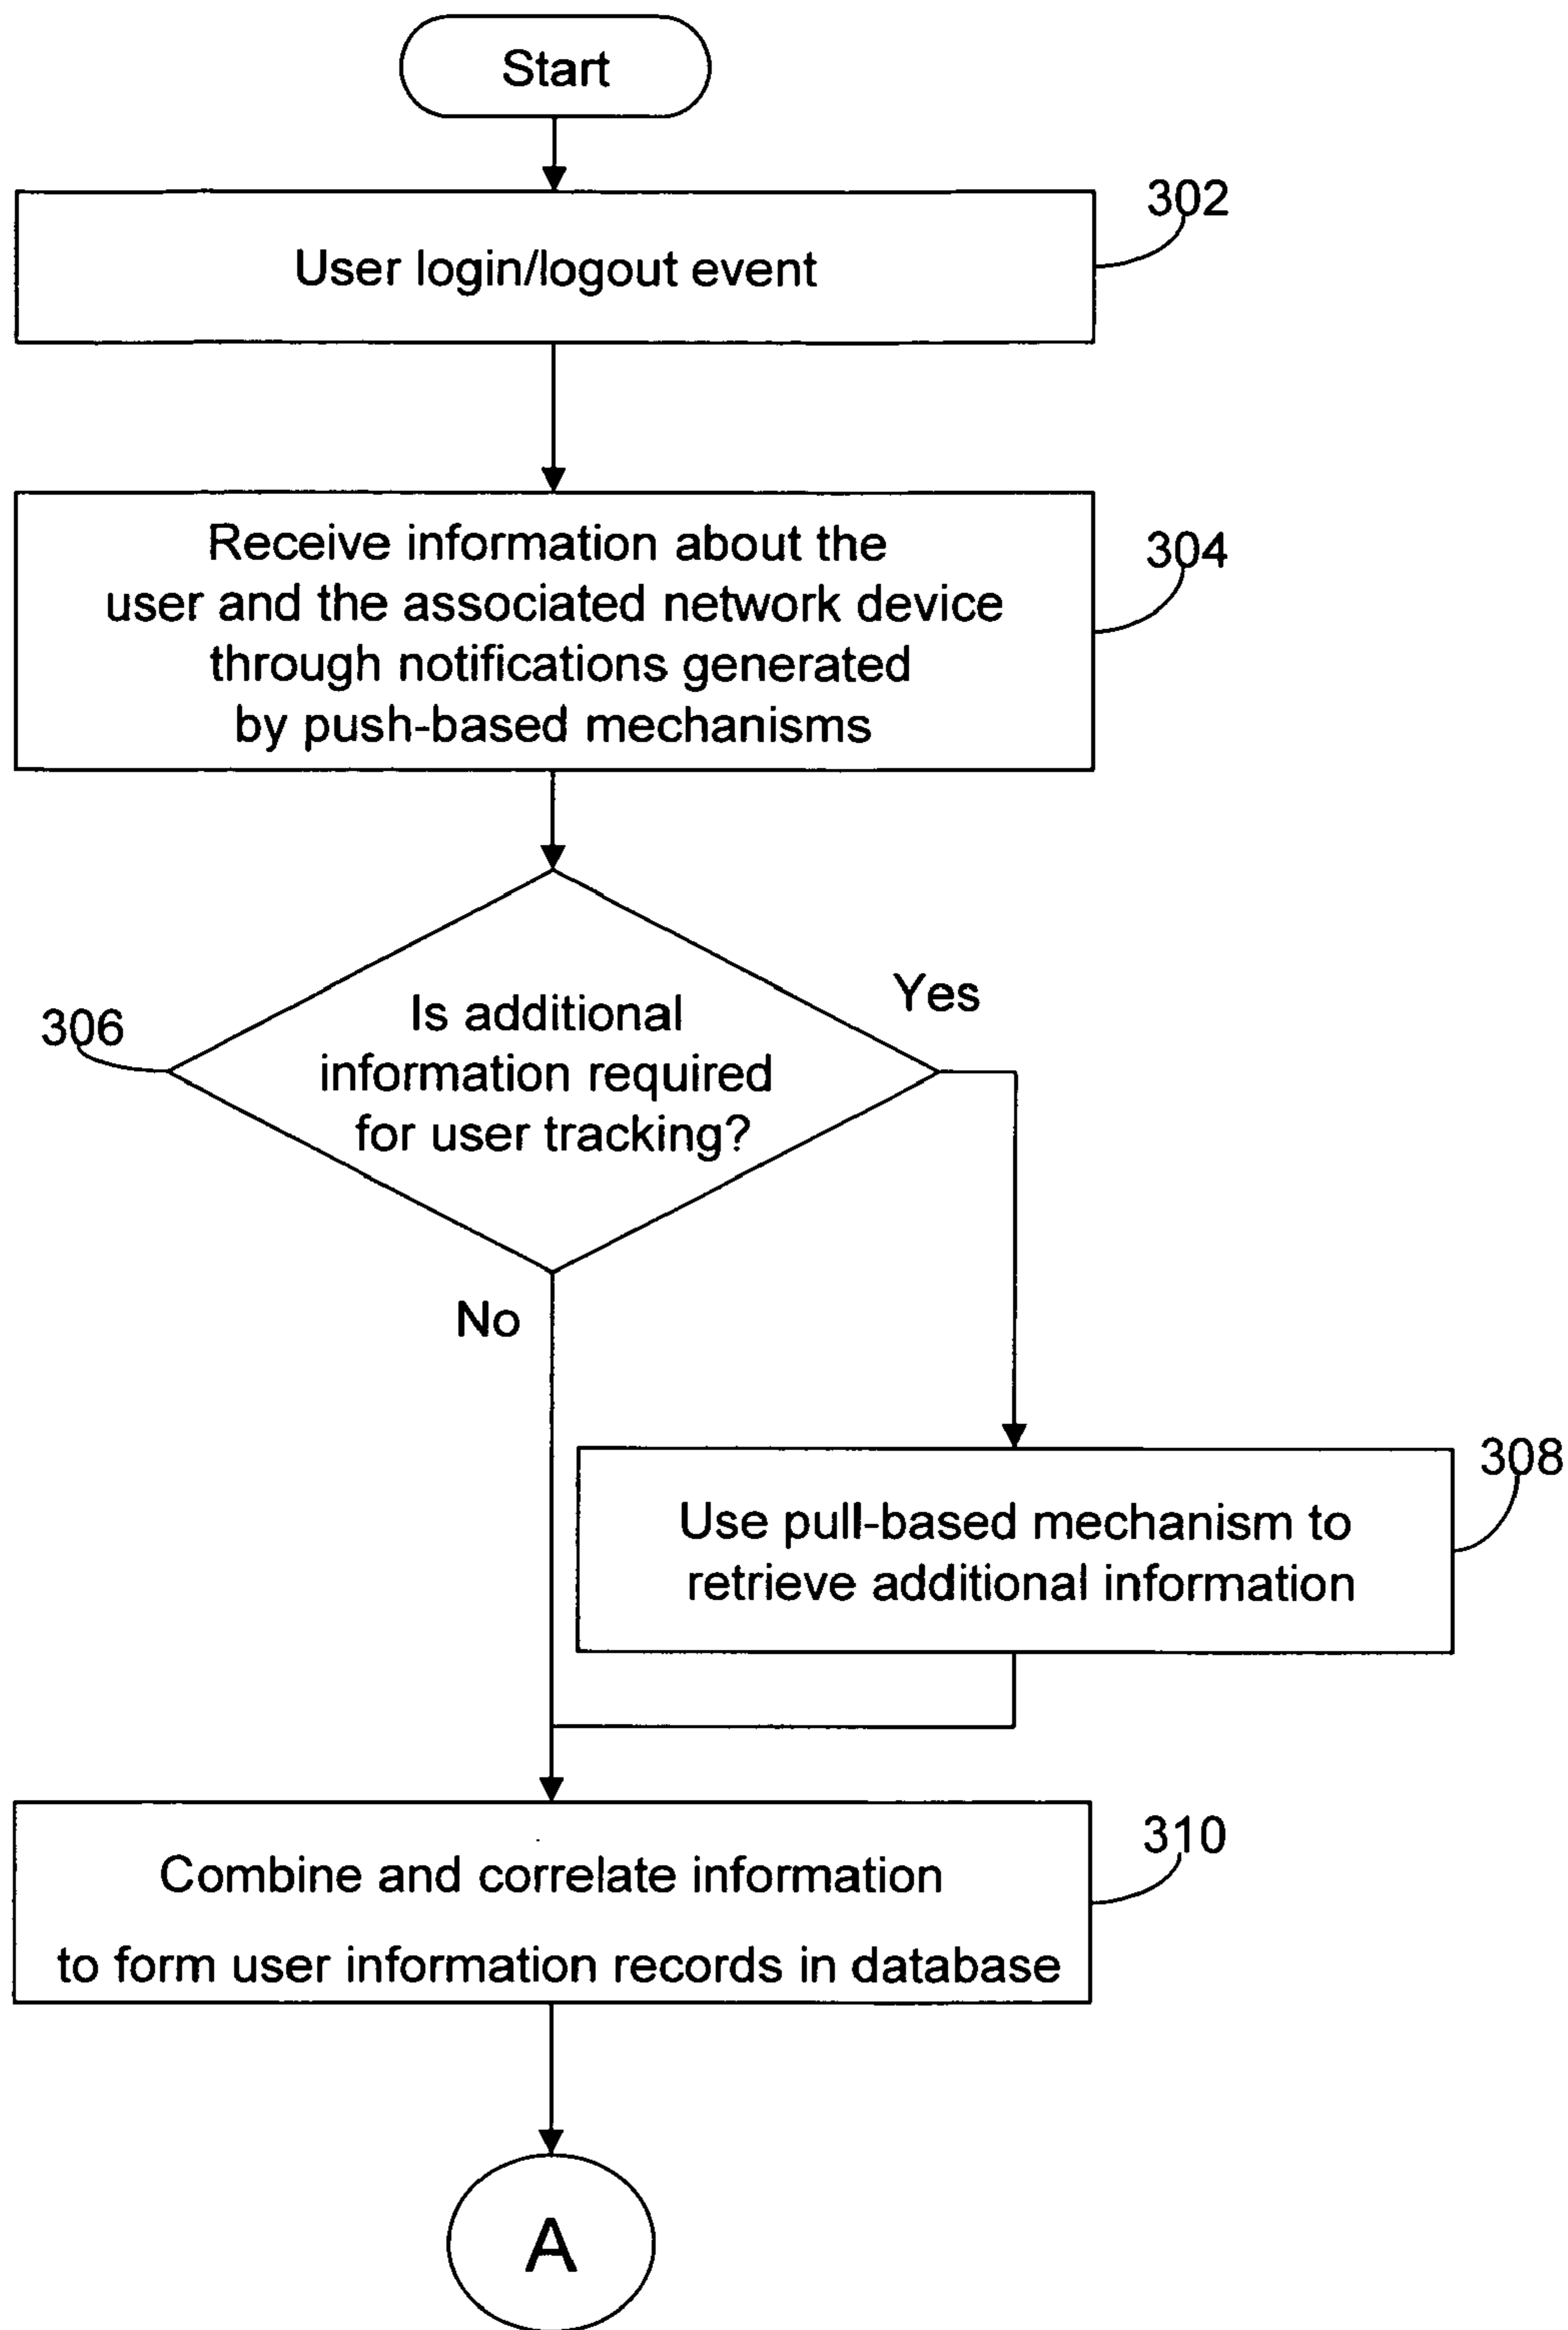 Start
302
User login/logout event
304
Receive information about the
user and the associated network device
through notifications generated
by push-based mechanisms
306
Is additional
information required
for user tracking?
Yes
No
308
Use pull-based mechanism to
retrieve additional information
310
Combine and correlate information
to form user information records in database
A